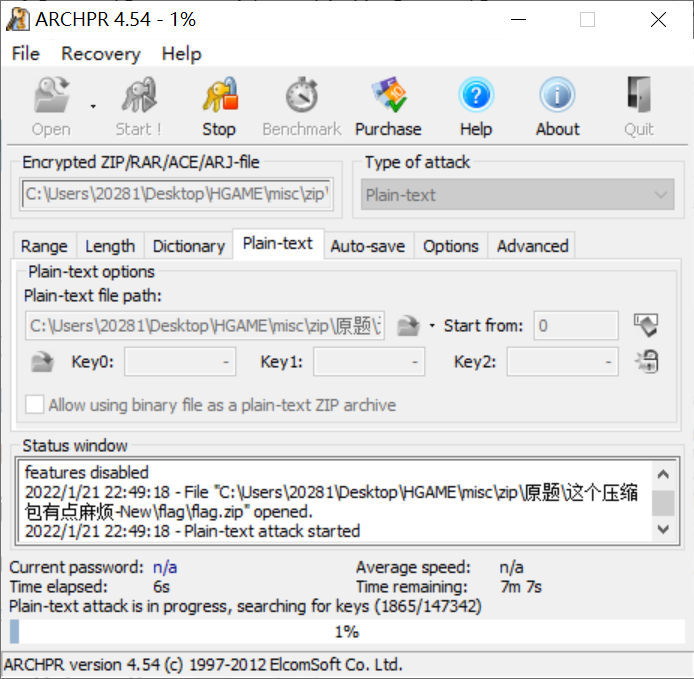 ARCHPR 4.54 - 1%
File Recovery Help
Open Start ! Stop Benchmark Purchase Help About Quit
Encrypted ZIP/RAR/ACE/ARJ-file
C:\Users\20281\Desktop\HGAME\misc\zip\
Type of attack
Plain-text
Range Length Dictionary Plain-text Auto-save Options Advanced
Plain-text options
Plain-text file path:
C:\Users\20281\Desktop\HGAME\misc\zip\原题\ Start from: 0
Key0: - Key1: - Key2: -
Allow using binary file as a plain-text ZIP archive
Status window
features disabled
2022/1/21 22:49:18 - File "C:\Users\20281\Desktop\HGAME\misc\zip\原题\这个压缩
包有点麻烦-New\flag\flag.zip" opened.
2022/1/21 22:49:18 - Plain-text attack started
Current password: n/a Average speed: n/a
Time elapsed: 6s Time remaining: 7m 7s
Plain-text attack is in progress, searching for keys (1865/147342)
1%
ARCHPR version 4.54 (c) 1997-2012 ElcomSoft Co. Ltd.